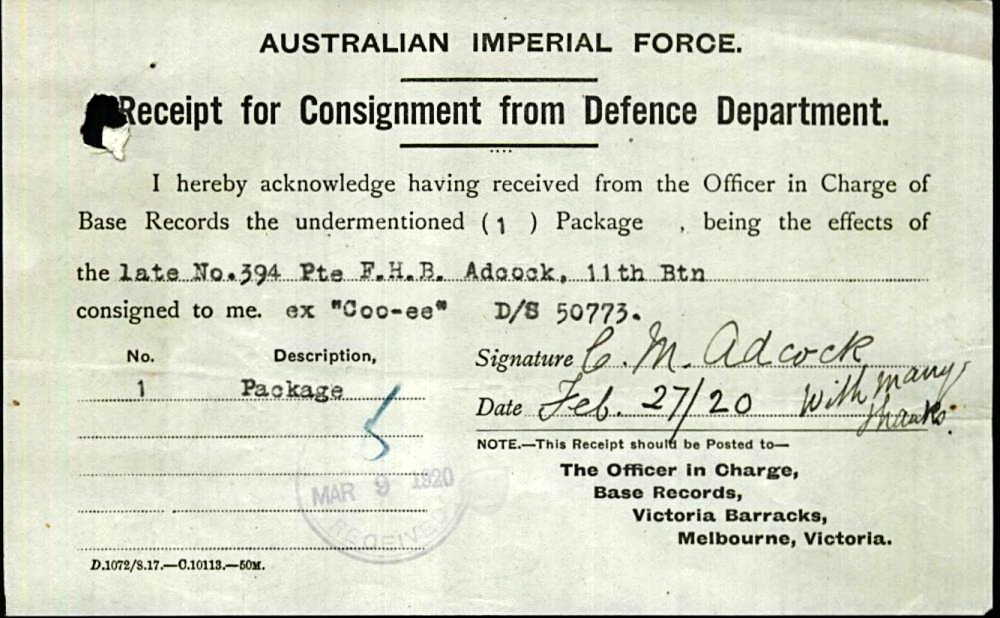 AUSTRALIAN IMPERIAL FORCE.
Receipt for Consignment from Defence Department.
I hereby acknowledge having received from the Officer in Charge of
Base Records the undermentioned ( 1 ) Package , being the effects of
the late No.394 Pte F.H.B. Adcock, 11th Btn
consigned to me. ex "Coo-ee" D/S 50773.
No. Description,
1 Package
Signature C. M. Adcock
Date Feb. 27/20 With many
thanks.
NOTE.—This Receipt should be Posted to—
The Officer in Charge,
Base Records,
Victoria Barracks,
Melbourne, Victoria.
MAR 9 1920
RECEIVED
D.1072/8.17.—C.10113.—50M.